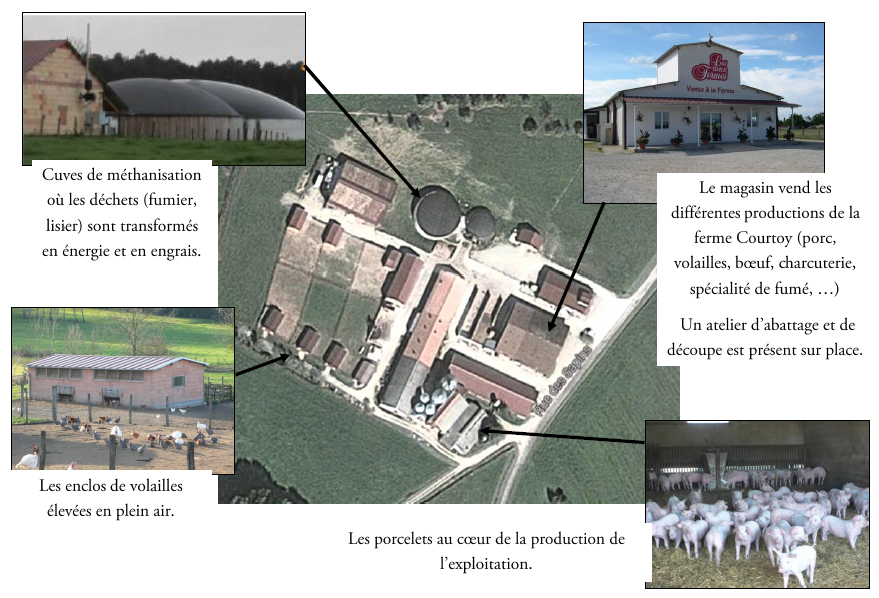 Les
deux
Fermes
Vente à la Ferme
Cuves de méthanisation
où les déchets (fumier,
lisier) sont transformés
en énergie et en engrais.
Le magasin vend les
différentes productions de la
ferme Courtoy (porc,
volailles, bœuf, charcuterie,
spécialité de fumé, …)
Un atelier d’abattage et de
découpe est présent sur place.
Rue des Sapins
Les enclos de volailles
élevées en plein air.
Les porcelets au cœur de la production de
l’exploitation.